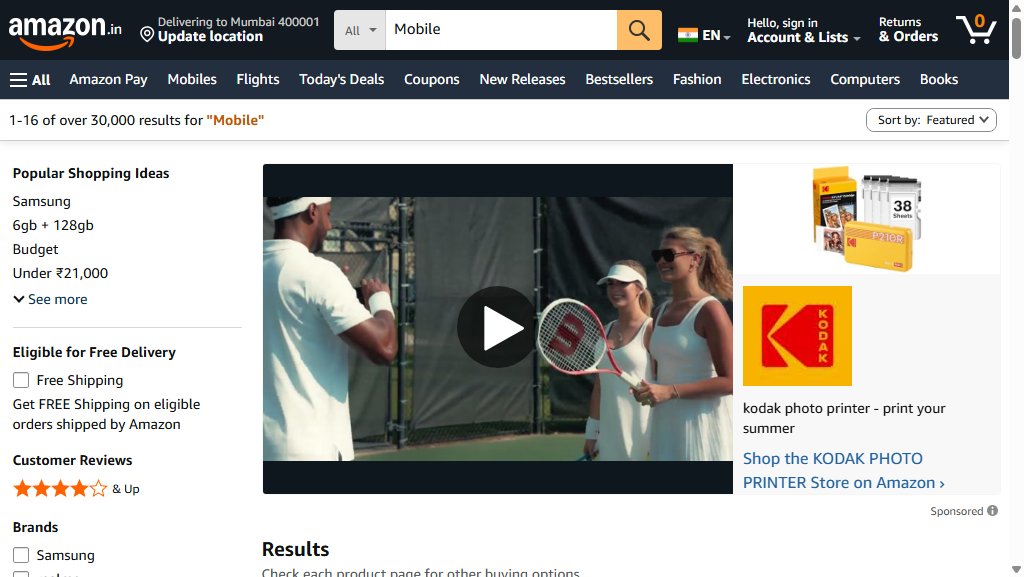 amazon.in
Delivering to Mumbai 400001
Update location
All
Mobile
EN
Hello, sign in
Account & Lists
Returns
& Orders
0
All
Amazon Pay
Mobiles
Flights
Today's Deals
Coupons
New Releases
Bestsellers
Fashion
Electronics
Computers
Books
1-16 of over 30,000 results for "Mobile"
Sort by: Featured
Popular Shopping Ideas
Samsung
6gb + 128gb
Budget
Under ₹21,000
See more
Eligible for Free Delivery
Free Shipping
Get FREE Shipping on eligible
orders shipped by Amazon
Customer Reviews
& Up
Brands
Samsung
38
Sheets
P210R
KODAK
kodak photo printer - print your
summer
Shop the KODAK PHOTO
PRINTER Store on Amazon ›
Sponsored
Results
Check each product page for other buying options.